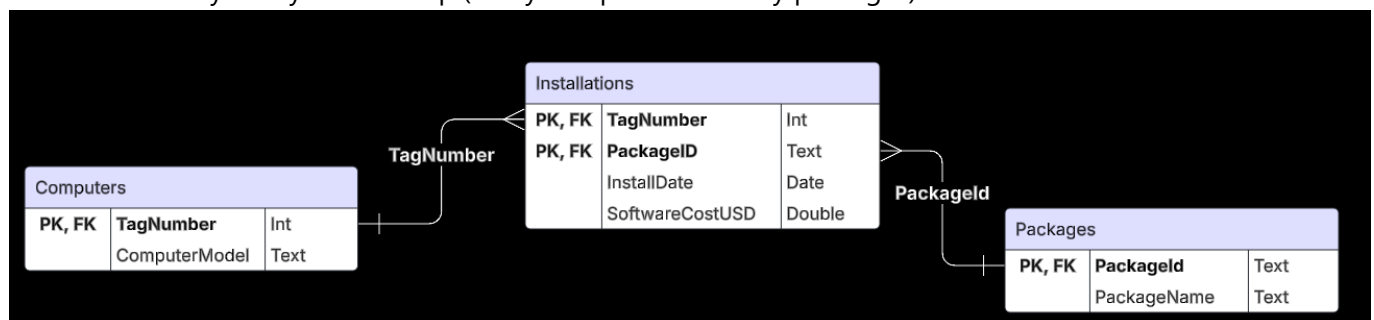 Installations
PK, FK TagNumber Int
PK, FK PackageID Text
InstallDate Date
SoftwareCostUSD Double
TagNumber
Computers
PK, FK TagNumber Int
ComputerModel Text
PackageId
Packages
PK, FK PackageId Text
PackageName Text